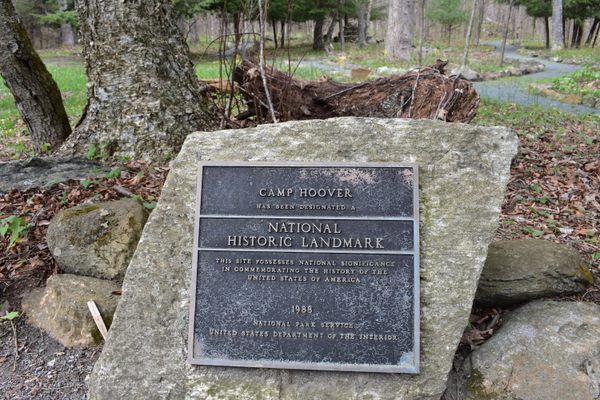 CAMP HOOVER
HAS BEEN DESIGNATED A
NATIONAL
HISTORIC LANDMARK
THIS SITE POSSESSES NATIONAL SIGNIFICANCE
IN COMMEMORATING THE HISTORY OF THE
UNITED STATES OF AMERICA
1988
NATIONAL PARK SERVICE
UNITED STATES DEPARTMENT OF THE INTERIOR